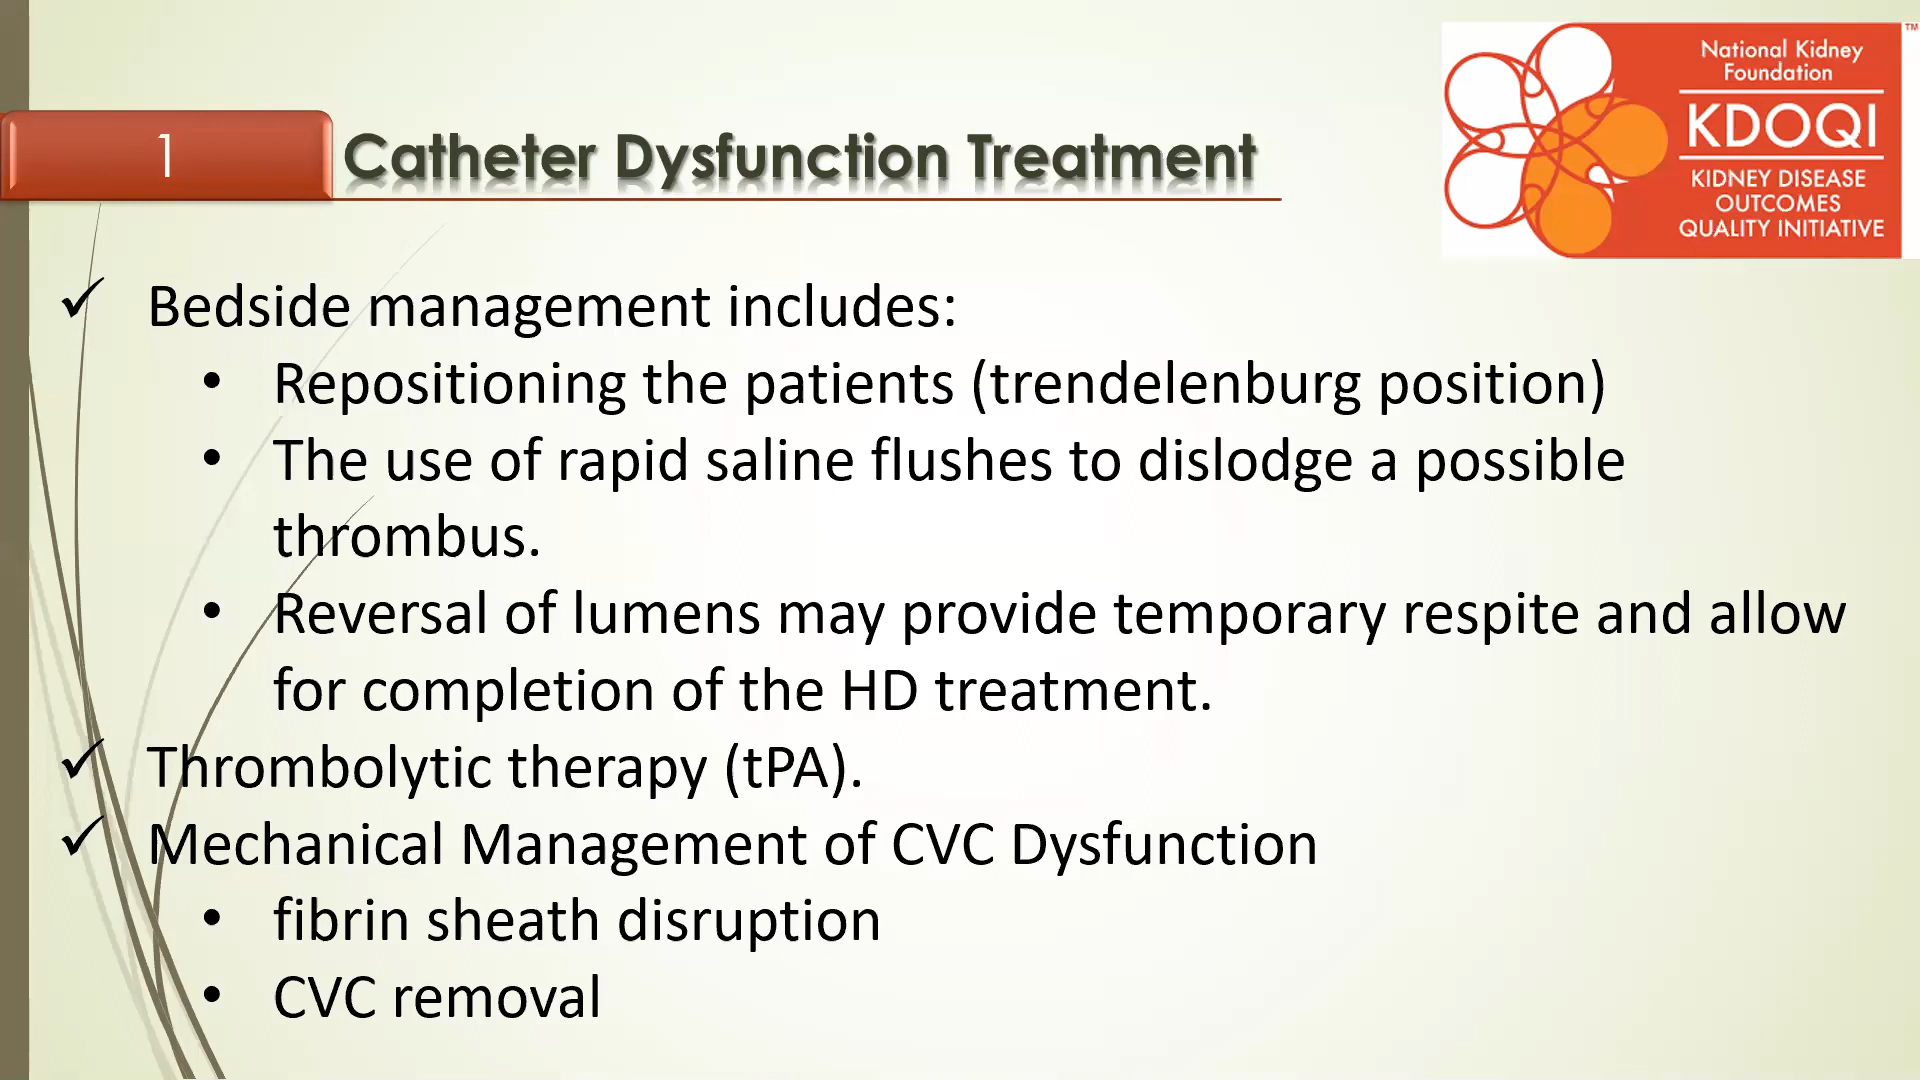 National Kidney
Foundation
KDOQI
KIDNEY DISEASE
OUTCOMES
QUALITY INITIATIVE
TM
1
Catheter Dysfunction Treatment
✓ Bedside management includes:
• Repositioning the patients (trendelenburg position)
• The use of rapid saline flushes to dislodge a possible
thrombus.
• Reversal of lumens may provide temporary respite and allow
for completion of the HD treatment.
✓ Thrombolytic therapy (tPA).
✓ Mechanical Management of CVC Dysfunction
• fibrin sheath disruption
• CVC removal